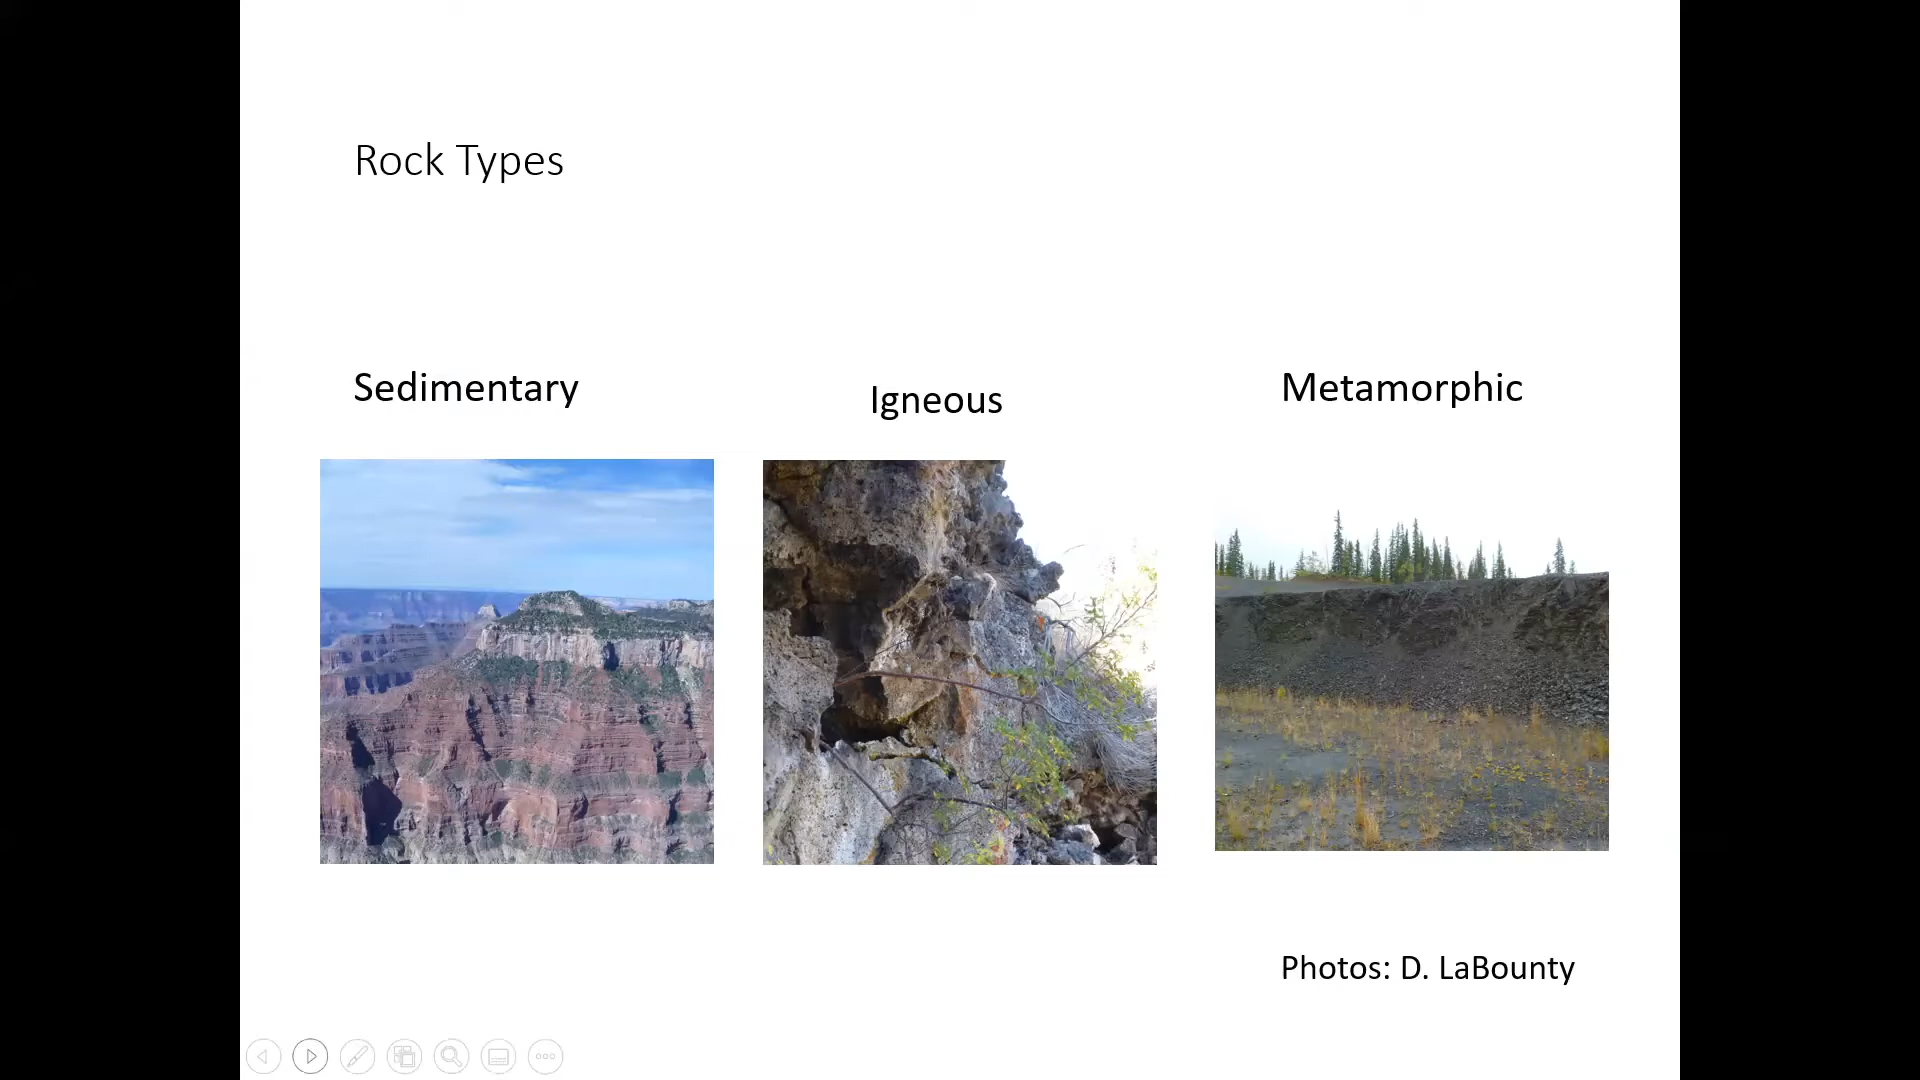 Rock Types
Sedimentary
Igneous
Metamorphic
Photos: D. LaBounty